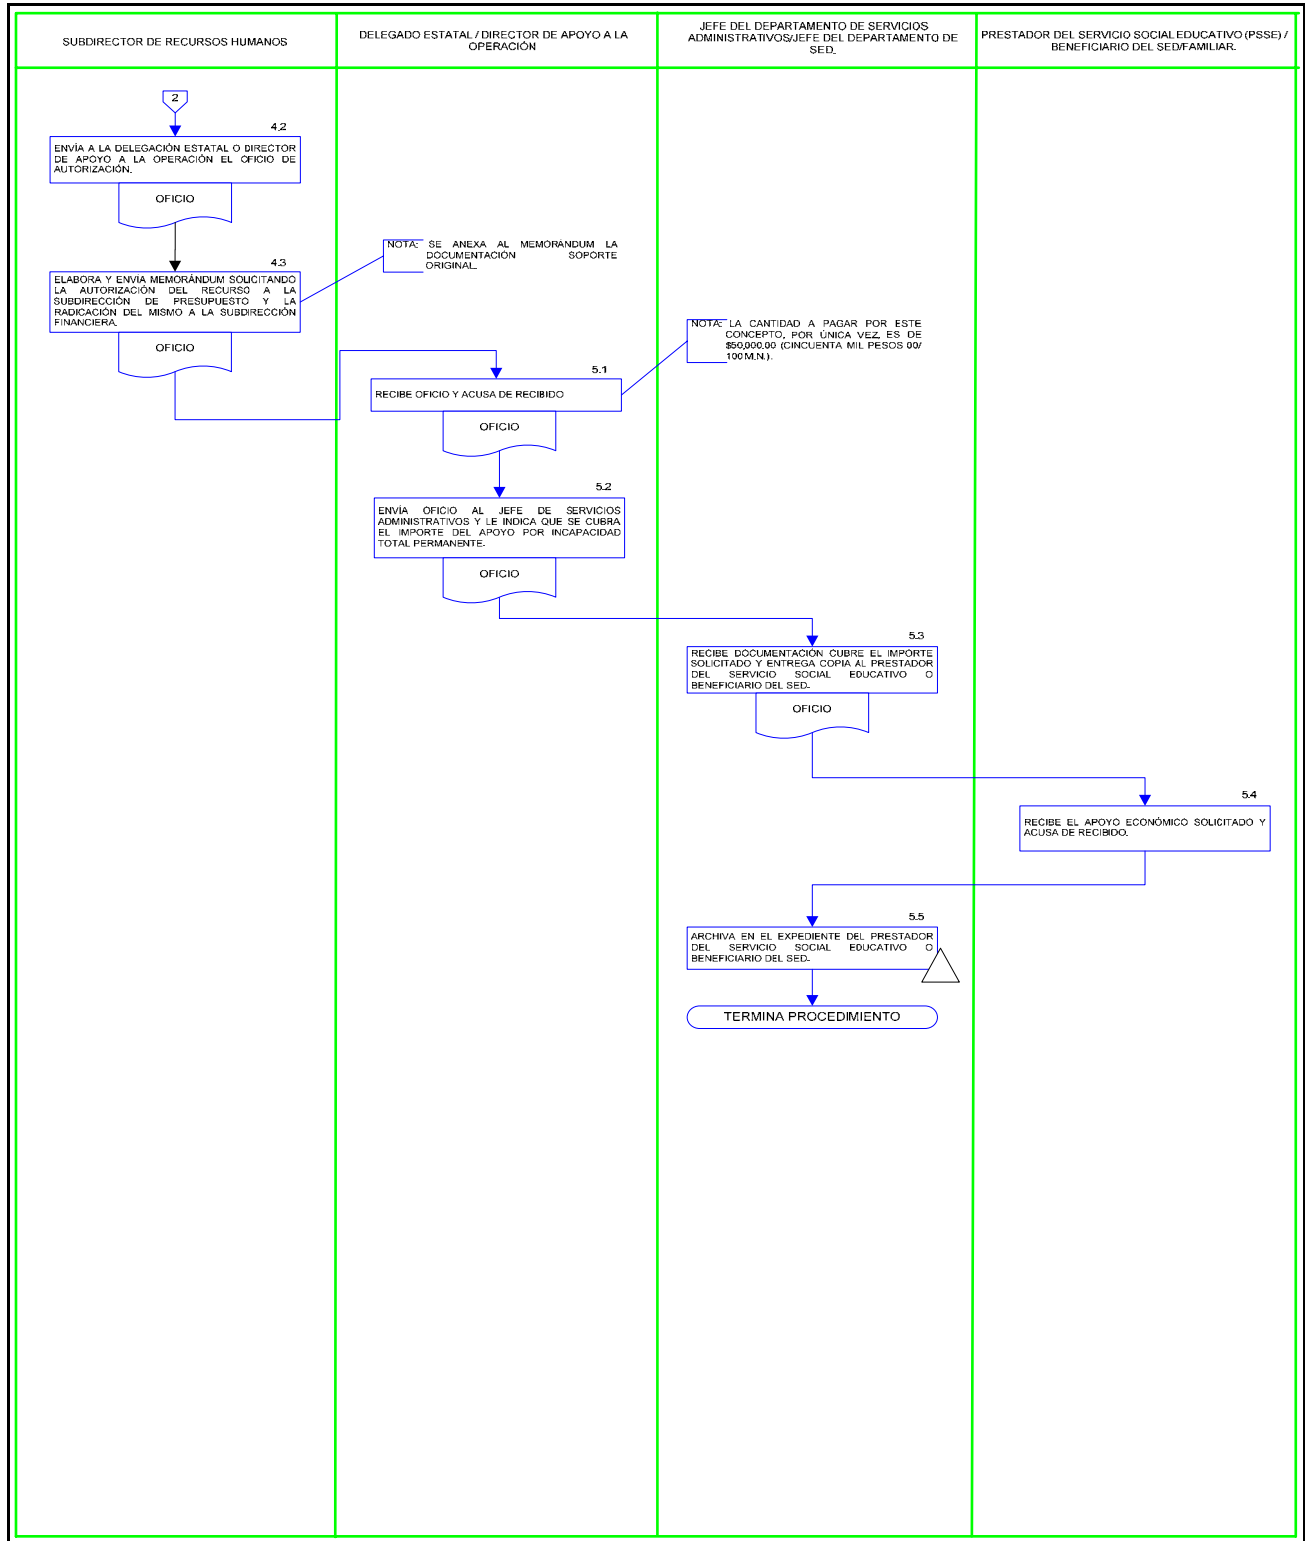 SUBDIRECTOR DE RECURSOS HUMANOS
DELEGADO ESTATAL / DIRECTOR DE APOYO A LA
OPERACIÓN
JEFE DEL DEPARTAMENTO DE SERVICIOS
ADMINISTRATIVOS/JEFE DEL DEPARTAMENTO DE
SED.
PRESTADOR DEL SERVICIO SOCIAL EDUCATIVO (PSSE) /
BENEFICIARIO DEL SED/FAMILIAR.
2
4.2
ENVÍA A LA DELEGACIÓN ESTATAL O DIRECTOR
DE APOYO A LA OPERACIÓN EL OFICIO DE
AUTORIZACIÓN.
OFICIO
4.3
ELABORA Y ENVIA MEMORÁNDUM SOLICITANDO
LA AUTORIZACIÓN DEL RECURSO A LA
SUBDIRECCIÓN DE PRESUPUESTO Y LA
RADICACIÓN DEL MISMO A LA SUBDIRECCIÓN
FINANCIERA.
OFICIO
NOTA: SE ANEXA AL MEMORÁNDUM LA
DOCUMENTACIÓN SOPORTE
ORIGINAL.
NOTA: LA CANTIDAD A PAGAR POR ESTE
CONCEPTO, POR ÚNICA VEZ, ES DE
$50,000.00 (CINCUENTA MIL PESOS 00/
100 M.N.).
5.1
RECIBE OFICIO Y ACUSA DE RECIBIDO
OFICIO
5.2
ENVÍA OFICIO AL JEFE DE SERVICIOS
ADMINISTRATIVOS Y LE INDICA QUE SE CUBRA
EL IMPORTE DEL APOYO POR INCAPACIDAD
TOTAL PERMANENTE.
OFICIO
5.3
RECIBE DOCUMENTACIÓN CUBRE EL IMPORTE
SOLICITADO Y ENTREGA COPIA AL PRESTADOR
DEL SERVICIO SOCIAL EDUCATIVO O
BENEFICIARIO DEL SED.
OFICIO
5.4
RECIBE EL APOYO ECONÓMICO SOLICITADO Y
ACUSA DE RECIBIDO.
5.5
ARCHIVA EN EL EXPEDIENTE DEL PRESTADOR
DEL SERVICIO SOCIAL EDUCATIVO O
BENEFICIARIO DEL SED.
TERMINA PROCEDIMIENTO